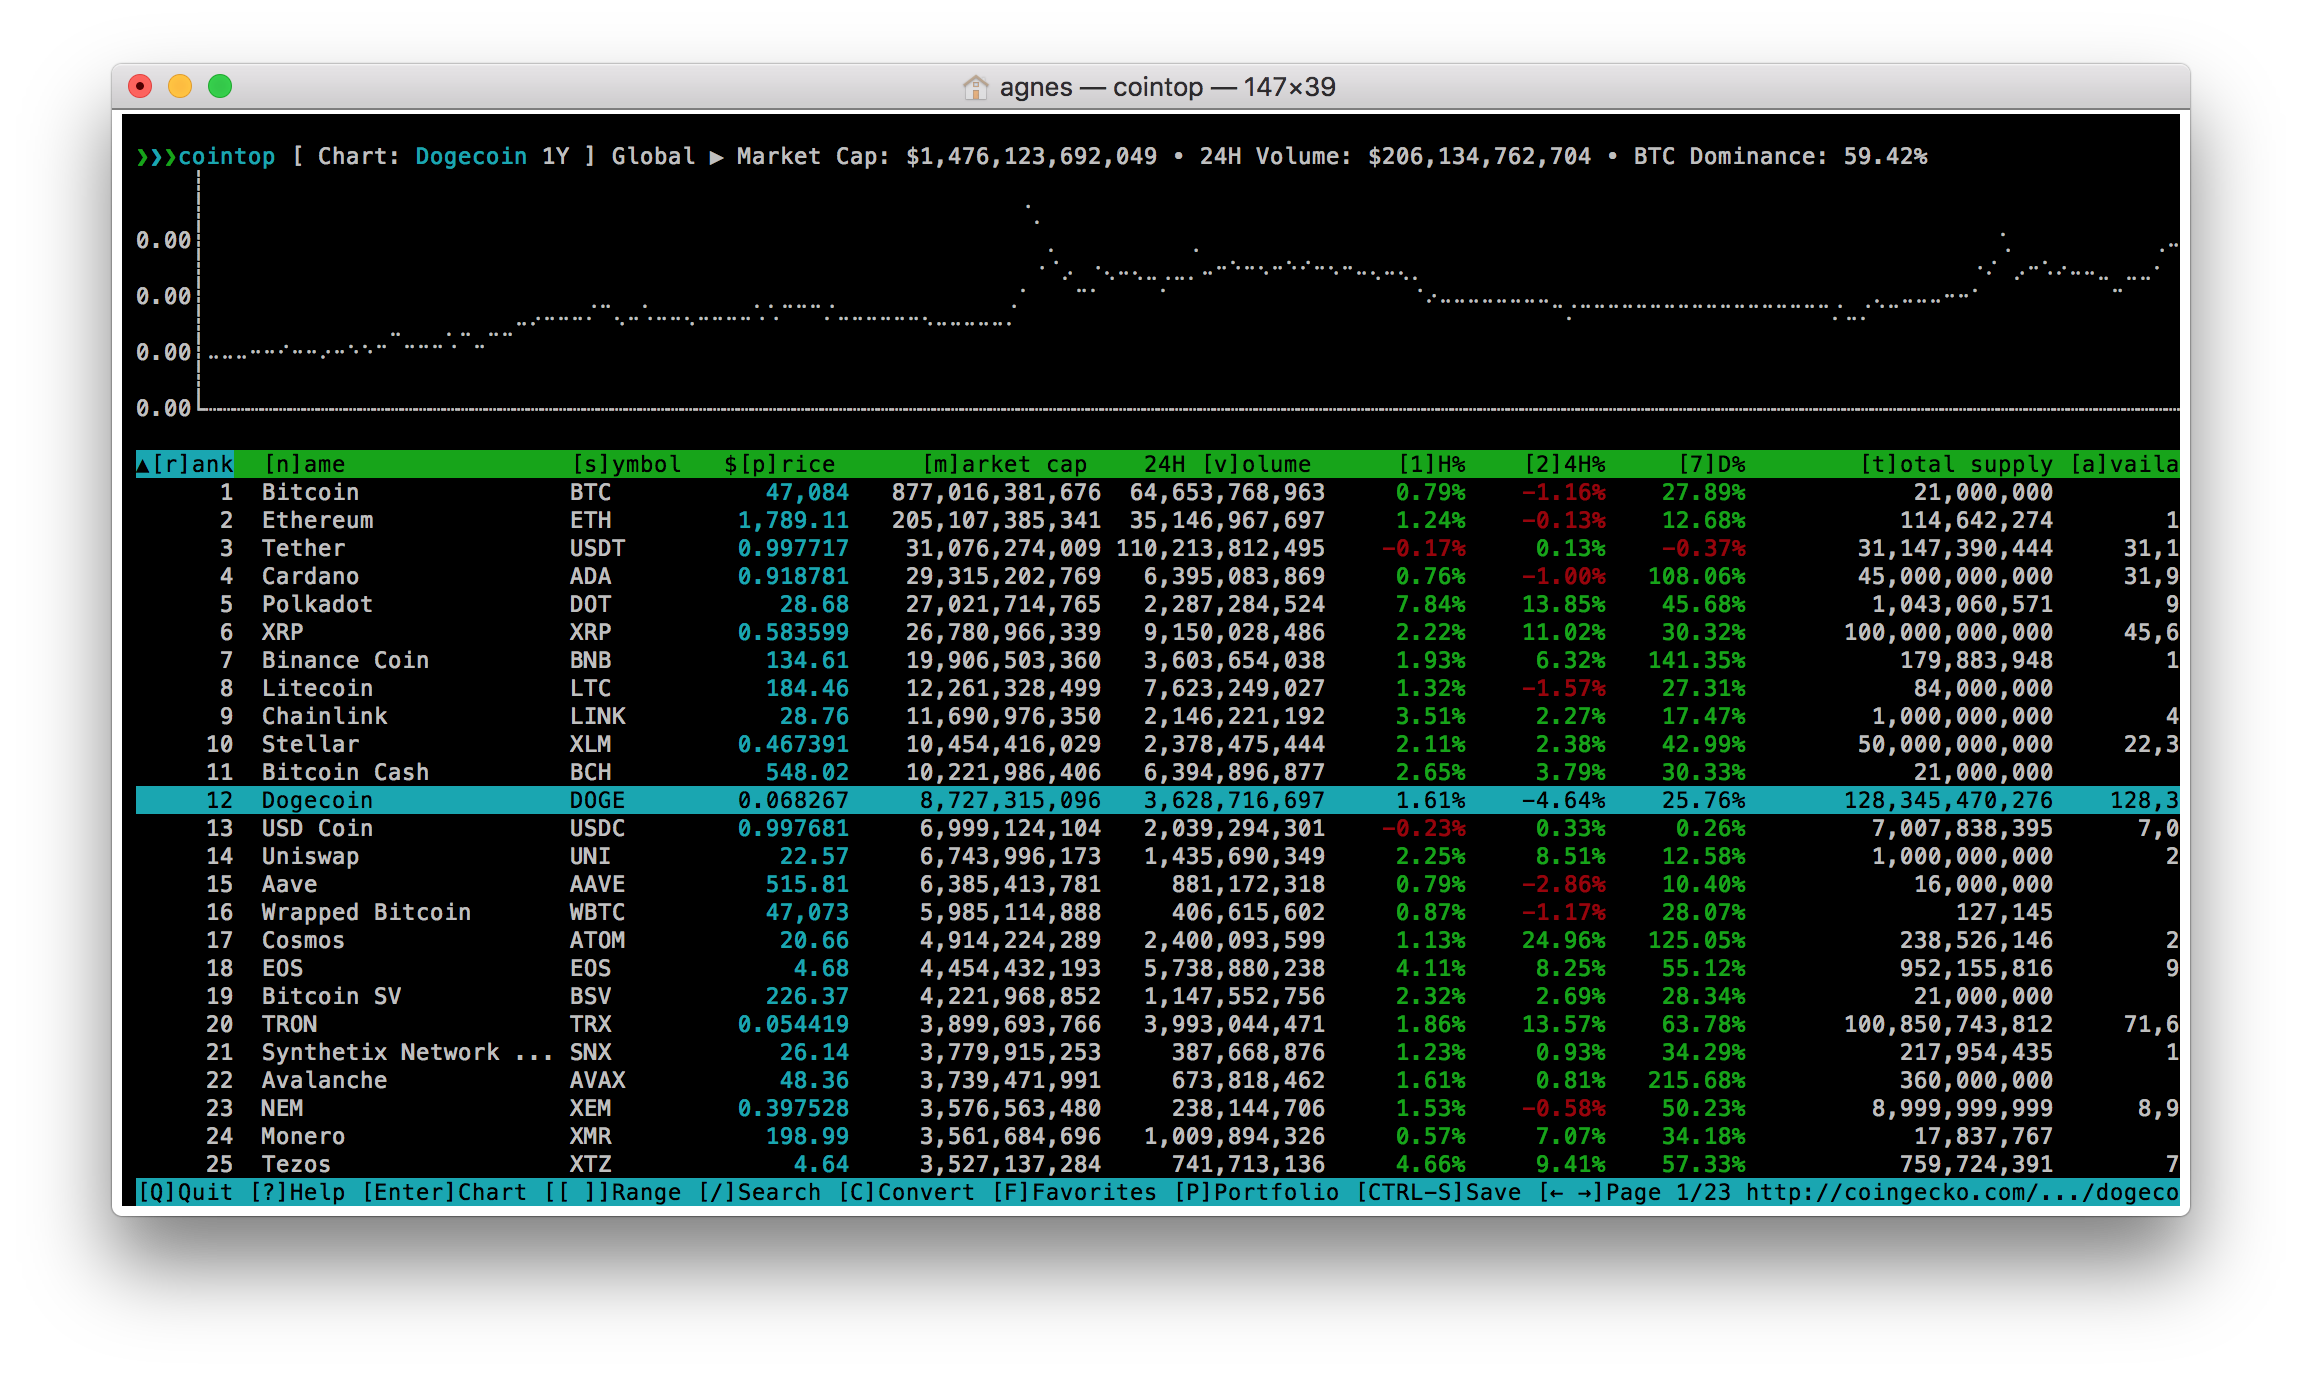 agnes — cointop — 147×39
❯❯❯cointop [ Chart: Dogecoin 1Y ] Global ▶ Market Cap: $1,476,123,692,049 • 24H Volume: $206,134,762,704 • BTC Dominance: 59.42%
0.00
0.00
0.00
0.00
▲[r]ank [n]ame [s]ymbol $[p]rice [m]arket cap 24H [v]olume [1]H% [2]4H% [7]D% [t]otal supply [a]vaila
1 Bitcoin BTC 47,084 877,016,381,676 64,653,768,963 0.79% -1.16% 27.89% 21,000,000
2 Ethereum ETH 1,789.11 205,107,385,341 35,146,967,697 1.24% -0.13% 12.68% 114,642,274 1
3 Tether USDT 0.997717 31,076,274,009 110,213,812,495 -0.17% 0.13% -0.37% 31,147,390,444 31,1
4 Cardano ADA 0.918781 29,315,202,769 6,395,083,869 0.76% -1.00% 108.06% 45,000,000,000 31,9
5 Polkadot DOT 28.68 27,021,714,765 2,287,284,524 7.84% 13.85% 45.68% 1,043,060,571 9
6 XRP XRP 0.583599 26,780,966,339 9,150,028,486 2.22% 11.02% 30.32% 100,000,000,000 45,6
7 Binance Coin BNB 134.61 19,906,503,360 3,603,654,038 1.93% 6.32% 141.35% 179,883,948 1
8 Litecoin LTC 184.46 12,261,328,499 7,623,249,027 1.32% -1.57% 27.31% 84,000,000
9 Chainlink LINK 28.76 11,690,976,350 2,146,221,192 3.51% 2.27% 17.47% 1,000,000,000 4
10 Stellar XLM 0.467391 10,454,416,029 2,378,475,444 2.11% 2.38% 42.99% 50,000,000,000 22,3
11 Bitcoin Cash BCH 548.02 10,221,986,406 6,394,896,877 2.65% 3.79% 30.33% 21,000,000
12 Dogecoin DOGE 0.068267 8,727,315,096 3,628,716,697 1.61% -4.64% 25.76% 128,345,470,276 128,3
13 USD Coin USDC 0.997681 6,999,124,104 2,039,294,301 -0.23% 0.33% 0.26% 7,007,838,395 7,0
14 Uniswap UNI 22.57 6,743,996,173 1,435,690,349 2.25% 8.51% 12.58% 1,000,000,000 2
15 Aave AAVE 515.81 6,385,413,781 881,172,318 0.79% -2.86% 10.40% 16,000,000
16 Wrapped Bitcoin WBTC 47,073 5,985,114,888 406,615,602 0.87% -1.17% 28.07% 127,145
17 Cosmos ATOM 20.66 4,914,224,289 2,400,093,599 1.13% 24.96% 125.05% 238,526,146 2
18 EOS EOS 4.68 4,454,432,193 5,738,880,238 4.11% 8.25% 55.12% 952,155,816 9
19 Bitcoin SV BSV 226.37 4,221,968,852 1,147,552,756 2.32% 2.69% 28.34% 21,000,000
20 TRON TRX 0.054419 3,899,693,766 3,993,044,471 1.86% 13.57% 63.78% 100,850,743,812 71,6
21 Synthetix Network ... SNX 26.14 3,779,915,253 387,668,876 1.23% 0.93% 34.29% 217,954,435 1
22 Avalanche AVAX 48.36 3,739,471,991 673,818,462 1.61% 0.81% 215.68% 360,000,000
23 NEM XEM 0.397528 3,576,563,480 238,144,706 1.53% -0.58% 50.23% 8,999,999,999 8,9
24 Monero XMR 198.99 3,561,684,696 1,009,894,326 0.57% 7.07% 34.18% 17,837,767
25 Tezos XTZ 4.64 3,527,137,284 741,713,136 4.66% 9.41% 57.33% 759,724,391 7
[Q]Quit [?]Help [Enter]Chart [[ ]]Range [/]Search [C]Convert [F]Favorites [P]Portfolio [CTRL-S]Save [← →]Page 1/23 http://coingecko.com/.../dogeco